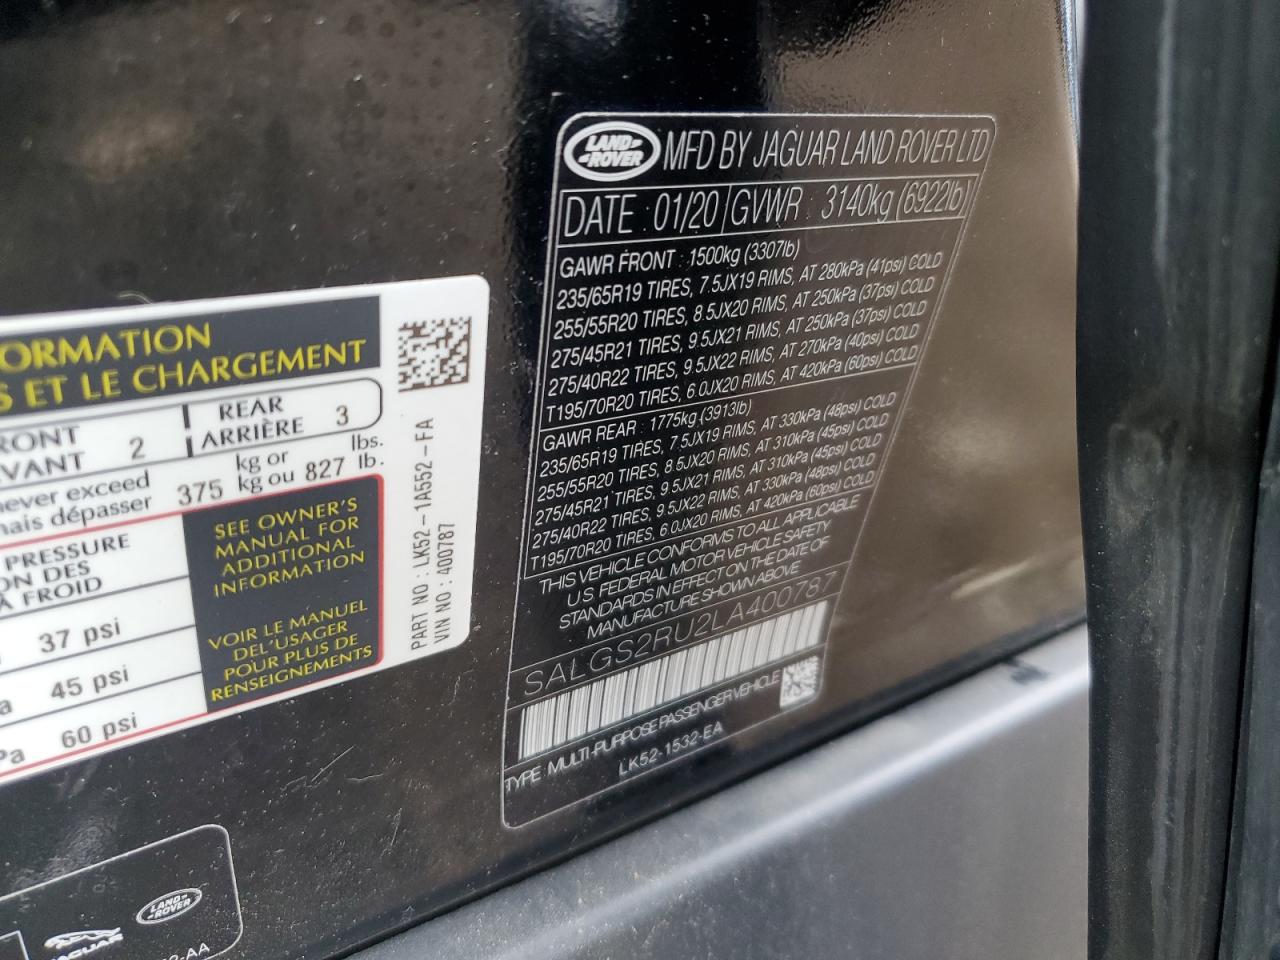 ORMATION
S ET LE CHARGEMENT
RONT
VANT 2
REAR
ARRIÈRE 3
never exceed
mais dépasser 375 kg or
kg ou 827 lbs.
lb.
PRESSURE
ON DES
À FROID
37 psi
45 psi
60 psi
SEE OWNER'S
MANUAL FOR
ADDITIONAL
INFORMATION
VOIR LE MANUEL
DEL'USAGER
POUR PLUS DE
RENSEIGNEMENTS
PART NO : LK52-1A552-FA
VIN NO : 400787
LAND ROVER
MFD BY JAGUAR LAND ROVER LTD
DATE : 01/20 GVWR : 3140kg (6922lb)
GAWR FRONT : 1500kg (3307lb)
235/65R19 TIRES, 7.5JX19 RIMS, AT 280kPa (41psi) COLD
255/55R20 TIRES, 8.5JX20 RIMS, AT 250kPa (37psi) COLD
275/45R21 TIRES, 9.5JX21 RIMS, AT 250kPa (37psi) COLD
275/40R22 TIRES, 9.5JX22 RIMS, AT 270kPa (40psi) COLD
T195/70R20 TIRES, 6.0JX20 RIMS, AT 420kPa (60psi) COLD
GAWR REAR : 1775kg (3913lb)
235/65R19 TIRES, 7.5JX19 RIMS, AT 330kPa (48psi) COLD
255/55R20 TIRES, 8.5JX20 RIMS, AT 310kPa (45psi) COLD
275/45R21 TIRES, 9.5JX21 RIMS, AT 310kPa (45psi) COLD
275/40R22 TIRES, 9.5JX22 RIMS, AT 330kPa (48psi) COLD
T195/70R20 TIRES, 6.0JX20 RIMS, AT 420kPa (60psi) COLD
THIS VEHICLE CONFORMS TO ALL APPLICABLE
U.S. FEDERAL MOTOR VEHICLE SAFETY
STANDARDS IN EFFECT ON THE DATE OF
MANUFACTURE SHOWN ABOVE
SALGS2RU2LA400787
TYPE : MULTI-PURPOSE PASSENGER VEHICLE
LK52-1532-EA
LAND ROVER
JAGUAR
-AA